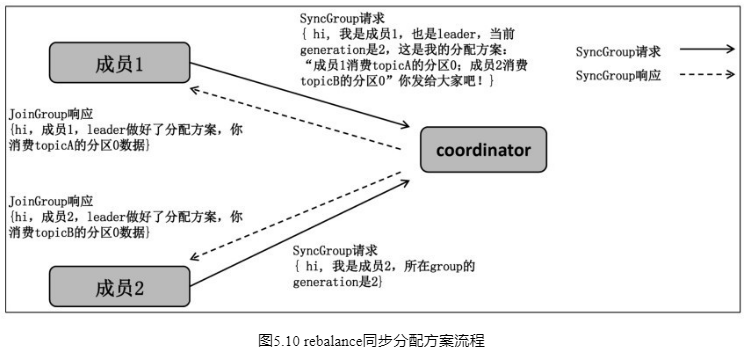 SyncGroup请求
{ hi, 我是成员1，也是leader，当前
generation是2，这是我的分配方案：
“成员1消费topicA的分区0；成员2消费
topicB的分区0”你发给大家吧！}
成员1
SyncGroup请求
SyncGroup响应
JoinGroup响应
{hi，成员1，leader做好了分配方案，你
消费topicA的分区0数据}
coordinator
JoinGroup响应
{hi，成员2，leader做好了分配方案，你
消费topicB的分区0数据}
SyncGroup请求
{ hi, 我是成员2，所在group的
generation是2}
成员2
图5.10 rebalance同步分配方案流程